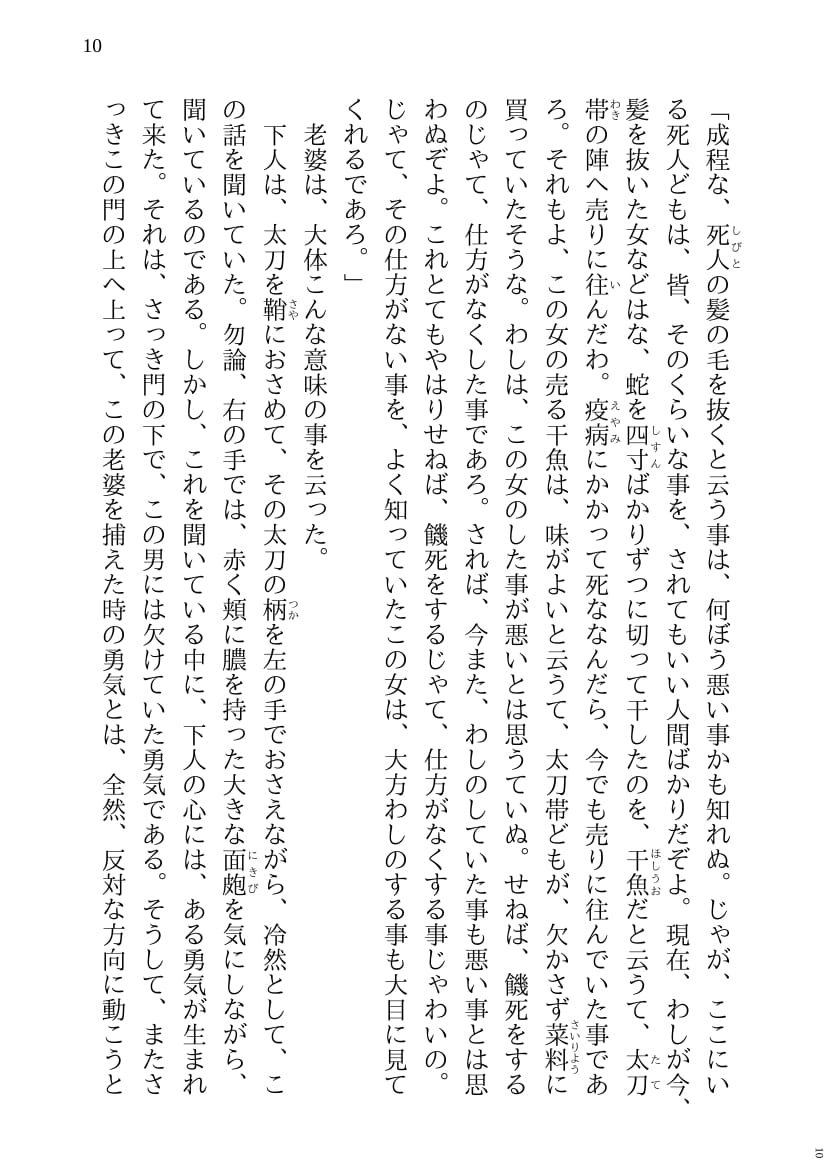 10
「成程な、死人の髪の毛を抜くと云う事は、何ぼう悪い事かも知れぬ。じゃが、ここにい
る死人どもは、皆、そのくらいな事を、されてもいい人間ばかりだぞよ。現在、わしが今、
髪を抜いた女などはな、蛇を四寸ばかりずつに切って干したのを、干魚だと云うて、太刀
帯の陣へ売りに往んだわ。疫病にかかって死ななんだら、今でも売りに往んでいた事であ
ろ。それもよ、この女の売る干魚は、味がよいと云うて、太刀帯どもが、欠かさず菜料に
買っていたそうな。わしは、この女のした事が悪いとは思うていぬ。せねば、饑死をする
のじゃて、仕方がなくした事であろ。されば、今また、わしのしていた事も悪い事とは思
わぬぞよ。これとてもやはりせねば、饑死をするじゃて、仕方がなくする事じゃわいの。
じゃて、その仕方がない事を、よく知っていたこの女は、大方わしのする事も大目に見て
くれるであろ。」
老婆は、大体こんな意味の事を云った。
下人は、太刀を鞘におさめて、その太刀の柄を左の手でおさえながら、冷然として、こ
の話を聞いていた。勿論、右の手では、赤く頬に膿を持った大きな面皰を気にしながら、
聞いているのである。しかし、これを聞いている中に、下人の心には、ある勇気が生まれ
て来た。それは、さっき門の下で、この男には欠けていた勇気である。そうして、またさ
っきこの門の上へ上って、この老婆を捕えた時の勇気とは、全然、反対な方向に動こうと
10